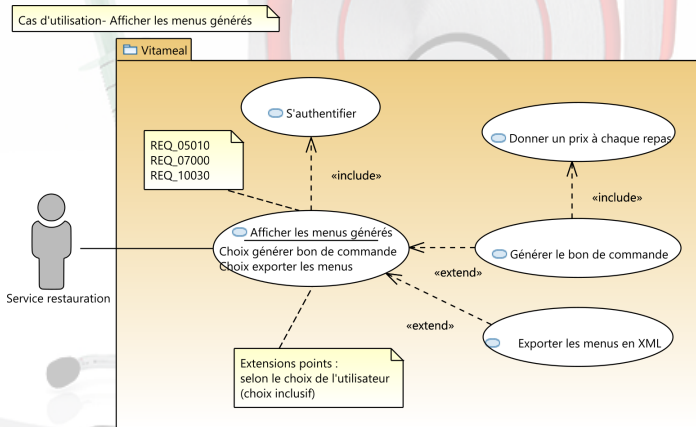 Cas d'utilisation- Afficher les menus générés
Vitameal
S'authentifier
Donner un prix à chaque repas
REQ_05010
REQ_07000
REQ_10030
«include»
«include»
Afficher les menus générés
Choix générer bon de commande
Choix exporter les menus
Générer le bon de commande
«extend»
Service restauration
«extend»
Exporter les menus en XML
Extensions points :
selon le choix de l'utilisateur
(choix inclusif)